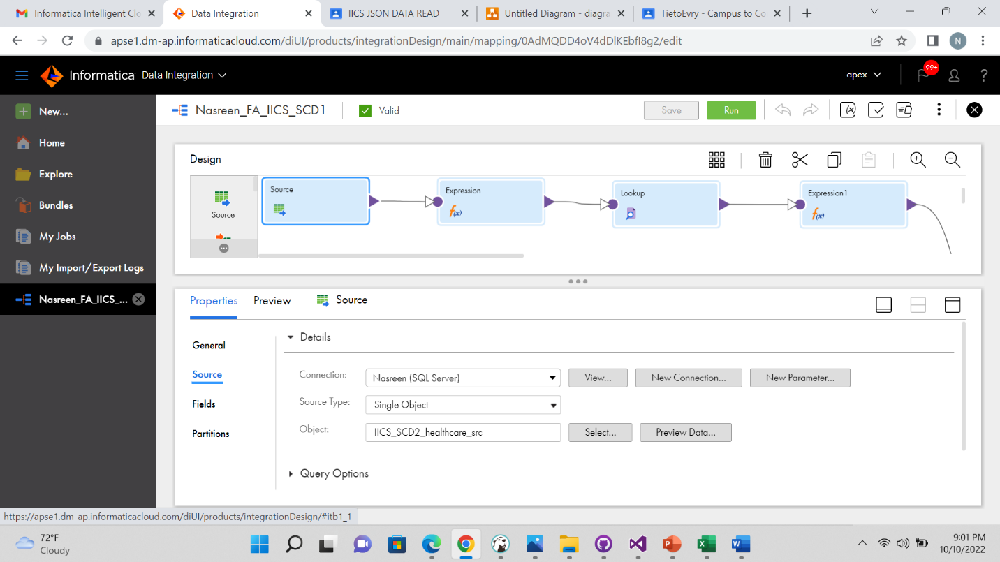 Informatica Intelligent Clo
Data Integration
IICS JSON DATA READ
Untitled Diagram - diagra
TietoEvry - Campus to Co
apse1.dm-ap.informaticacloud.com/diUI/products/integrationDesign/main/mapping/0AdMQDD4oV4dDlKEbfI8g2/edit
N
Informatica Data Integration
apex
99+
New...
Home
Explore
Bundles
My Jobs
My Import/Export Logs
Nasreen_FA_IICS_...
Nasreen_FA_IICS_SCD1
Valid
Save
Run
Design
Source
Source
Expression
f(x)
Lookup
Expression1
f(x)
Properties
Preview
Source
General
Source
Fields
Partitions
Details
Connection:
Nasreen (SQL Server)
View...
New Connection...
New Parameter...
Source Type:
Single Object
Object:
IICS_SCD2_healthcare_src
Select...
Preview Data...
Query Options
https://apse1.dm-ap.informaticacloud.com/diUI/products/integrationDesign/#itb1_1
72°F
Cloudy
9:01 PM
10/10/2022